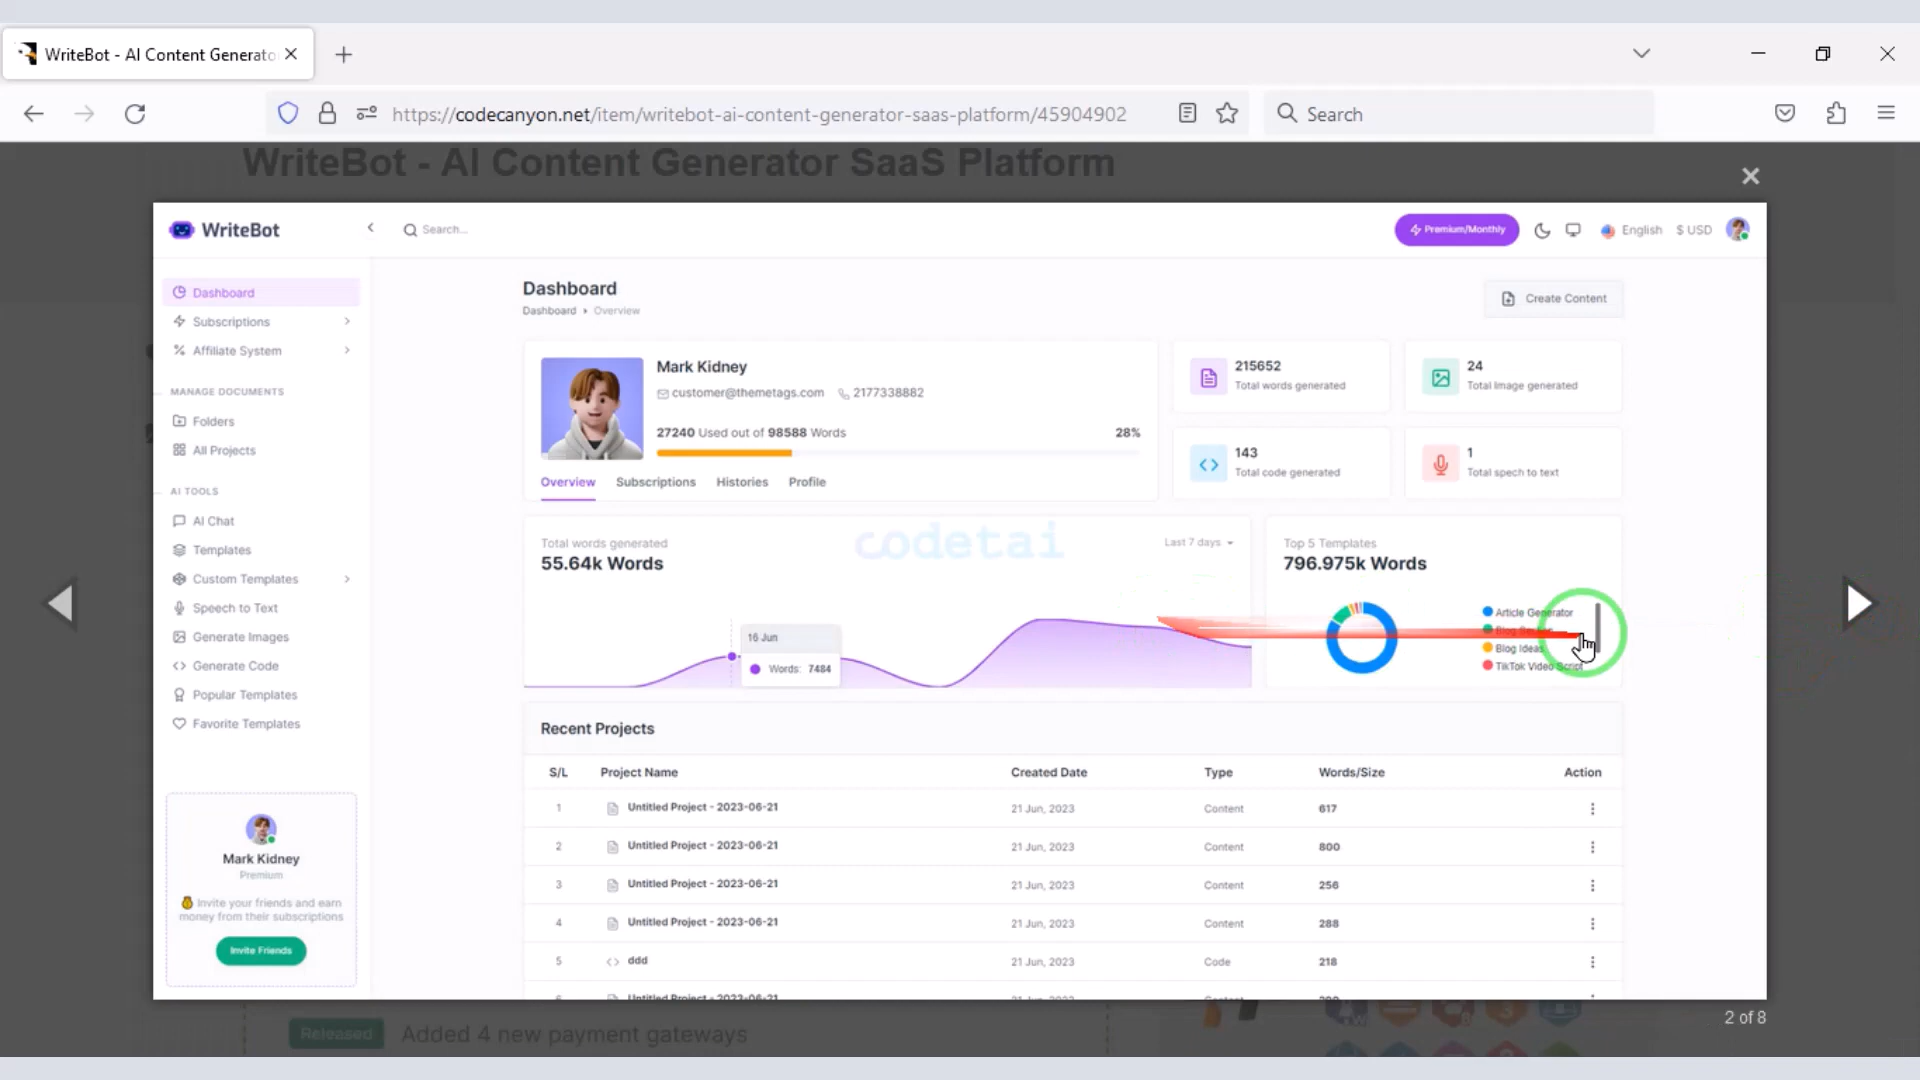 WriteBot - AI Content Generato
https://codecanyon.net/item/writebot-ai-content-generator-saas-platform/45904902
Search
WriteBot - AI Content Generator SaaS Platform
WriteBot
Search...
Premium/Monthly
English
$ USD
Dashboard
Subscriptions
Affiliate System
MANAGE DOCUMENTS
Folders
All Projects
AI TOOLS
AI Chat
Templates
Custom Templates
Speech to Text
Generate Images
Generate Code
Popular Templates
Favorite Templates
Mark Kidney
Premium
Invite your friends and earn
money from their subscriptions
Invite Friends
Dashboard
Dashboard Overview
Create Content
Mark Kidney
customer@themetags.com 2177338882
27240 Used out of 98588 Words 28%
Overview Subscriptions Histories Profile
215652
Total words generated
24
Total Image generated
143
Total code generated
1
Total spech to text
Total words generated
55.64k Words
codetai
Last 7 days
16 Jun
Words: 7484
Top 5 Templates
796.975k Words
Article Generator
Blog Ideas
TikTok Video Script
Recent Projects
S/L Project Name Created Date Type Words/Size Action
1 Untitled Project - 2023-06-21 21 Jun, 2023 Content 617
2 Untitled Project - 2023-06-21 21 Jun, 2023 Content 800
3 Untitled Project - 2023-06-21 21 Jun, 2023 Content 256
4 Untitled Project - 2023-06-21 21 Jun, 2023 Content 288
5 ddd 21 Jun, 2023 Code 218
Untitled Project - 2023-06-21
2 of 8
Released Added 4 new payment gateways